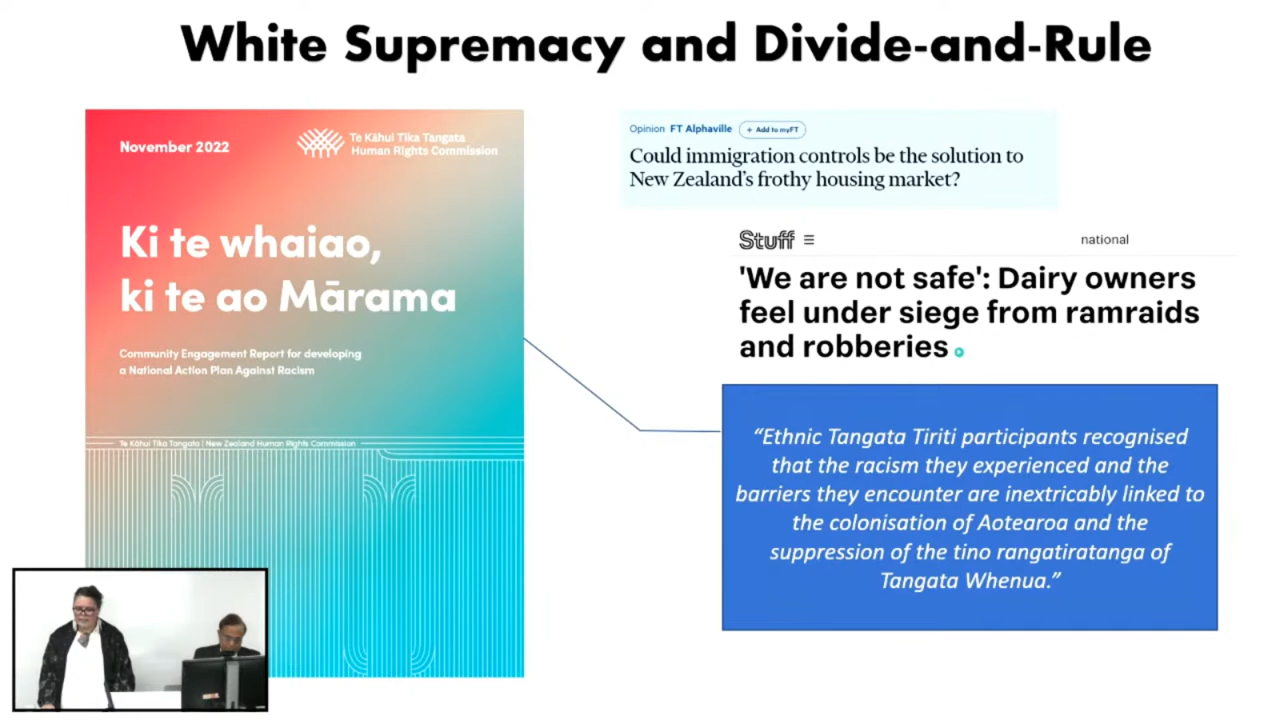 White Supremacy and Divide-and-Rule
November 2022
Te Kāhui Tika Tangata
Human Rights Commission
Ki te whaiao,
ki te ao Mārama
Community Engagement Report for developing
a National Action Plan Against Racism
Te Kāhui Tika Tangata | New Zealand Human Rights Commission
Opinion FT Alphaville + Add to myFT
Could immigration controls be the solution to
New Zealand's frothy housing market?
Stuff ≡ national
'We are not safe': Dairy owners
feel under siege from ramraids
and robberies
“Ethnic Tangata Tiriti participants recognised
that the racism they experienced and the
barriers they encounter are inextricably linked to
the colonisation of Aotearoa and the
suppression of the tino rangatiratanga of
Tangata Whenua.”